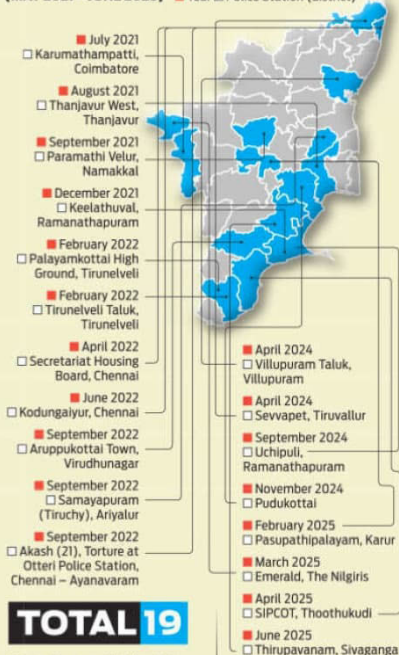 ■ July 2021
□ Karumathampatti,
Coimbatore
■ August 2021
□ Thanjavur West,
Thanjavur
■ September 2021
□ Paramathi Velur,
Namakkal
■ December 2021
□ Keelathuval,
Ramanathapuram
■ February 2022
□ Palayamkottai High
Ground, Tirunelveli
■ February 2022
□ Tirunelveli Taluk,
Tirunelveli
■ April 2022
□ Secretariat Housing
Board, Chennai
■ June 2022
□ Kodungaiyur, Chennai
■ September 2022
□ Aruppukottai Town,
Virudhunagar
■ September 2022
□ Samayapuram
(Tiruchy), Ariyalur
■ September 2022
□ Akash (21), Torture at
Otteri Police Station,
Chennai – Ayanavaram
■ April 2024
□ Villupuram Taluk,
Villupuram
■ April 2024
□ Sevvapet, Tiruvallur
■ September 2024
□ Uchipuli,
Ramanathapuram
■ November 2024
□ Pudukottai
■ February 2025
□ Pasupathipalayam, Karur
■ March 2025
□ Emerald, The Nilgiris
■ April 2025
□ SIPCOT, Thoothukudi
■ June 2025
□ Thirupavanam, Sivaganga
TOTAL 19